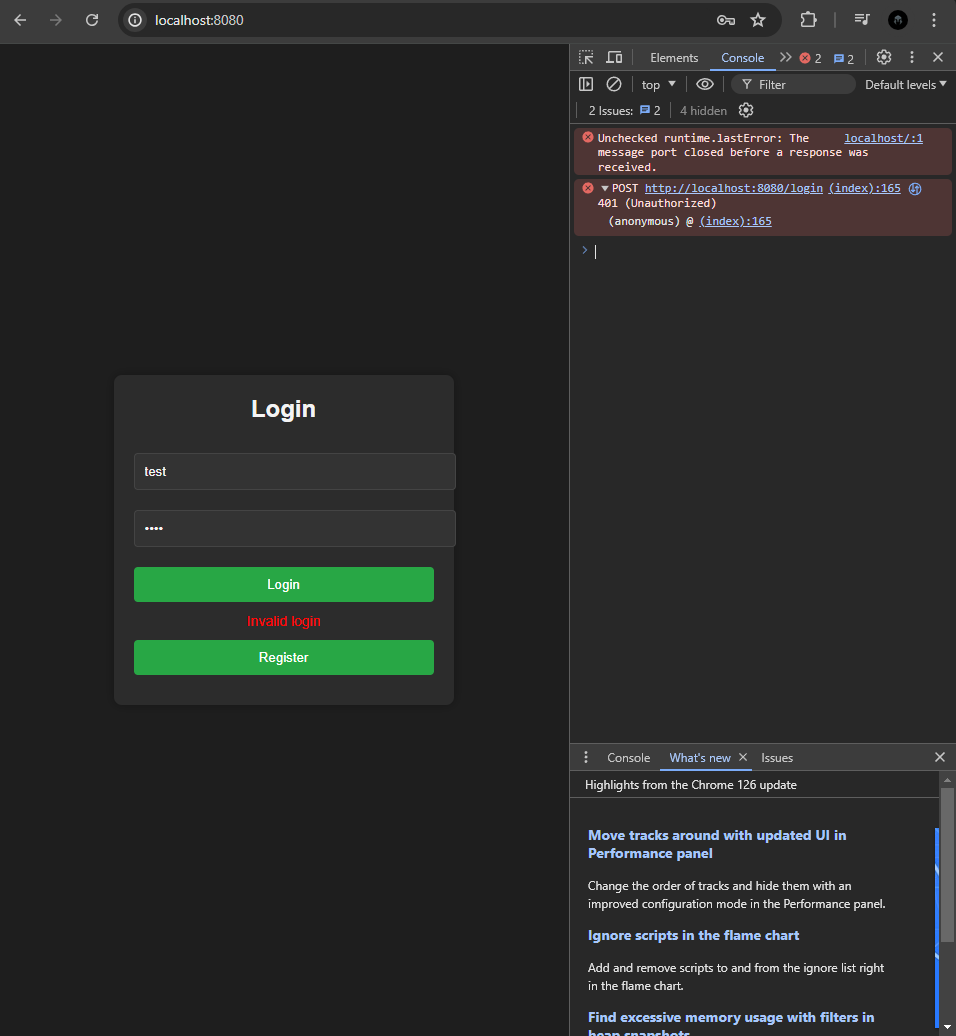 localhost:8080
Elements
Console
2
2
top
Filter
Default levels
2 Issues:
2
4 hidden
Unchecked runtime.lastError: The
localhost/:1
message port closed before a response was
received.
POST http://localhost:8080/login (index):165
401 (Unauthorized)
(anonymous) @ (index):165
Login
test
••••
Login
Invalid login
Register
Console
What's new
Issues
Highlights from the Chrome 126 update
Move tracks around with updated UI in
Performance panel
Change the order of tracks and hide them with an
improved configuration mode in the Performance panel.
Ignore scripts in the flame chart
Add and remove scripts to and from the ignore list right
in the flame chart.
Find excessive memory usage with filters in
heap snapshots